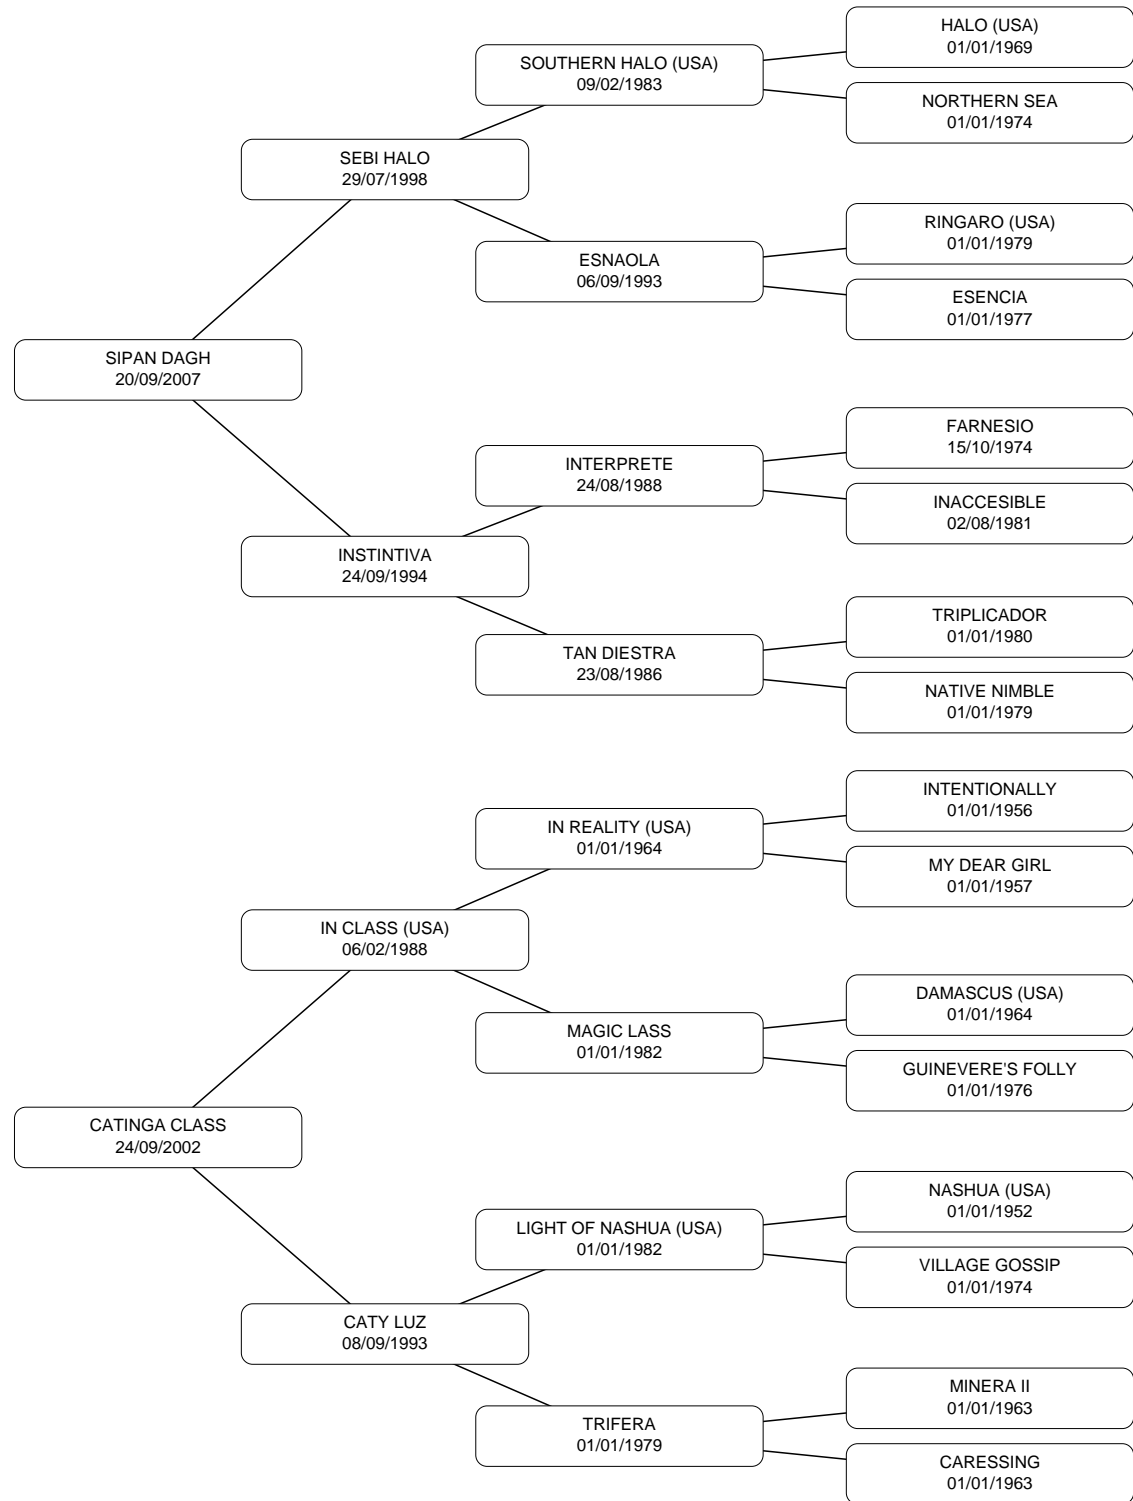 HALO (USA)
01/01/1969
SOUTHERN HALO (USA)
09/02/1983
NORTHERN SEA
01/01/1974
SEBI HALO
29/07/1998
RINGARO (USA)
01/01/1979
ESNAOLA
06/09/1993
ESENCIA
01/01/1977
SIPAN DAGH
20/09/2007
FARNESIO
15/10/1974
INTERPRETE
24/08/1988
INACCESIBLE
02/08/1981
INSTINTIVA
24/09/1994
TRIPLICADOR
01/01/1980
TAN DIESTRA
23/08/1986
NATIVE NIMBLE
01/01/1979
INTENTIONALLY
01/01/1956
IN REALITY (USA)
01/01/1964
MY DEAR GIRL
01/01/1957
IN CLASS (USA)
06/02/1988
DAMASCUS (USA)
01/01/1964
MAGIC LASS
01/01/1982
GUINEVERE'S FOLLY
01/01/1976
CATINGA CLASS
24/09/2002
NASHUA (USA)
01/01/1952
LIGHT OF NASHUA (USA)
01/01/1982
VILLAGE GOSSIP
01/01/1974
CATY LUZ
08/09/1993
MINERA II
01/01/1963
TRIFERA
01/01/1979
CARESSING
01/01/1963